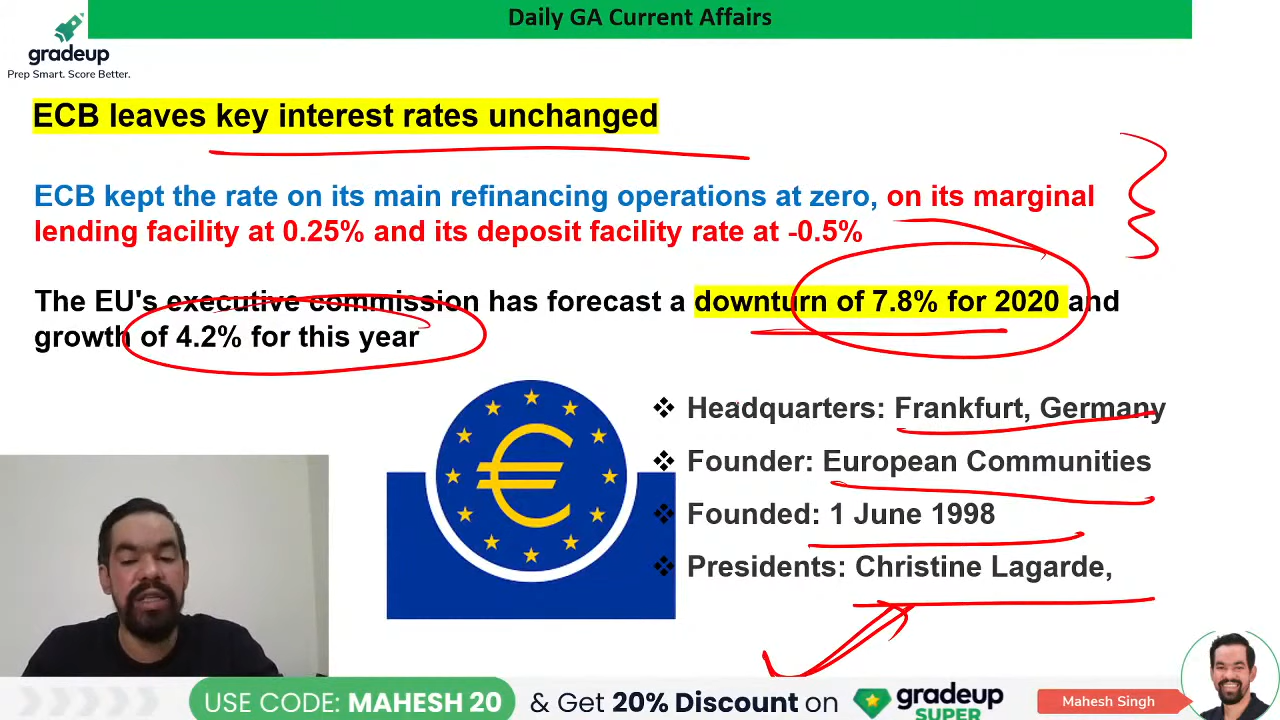 Daily GA Current Affairs
gradeup
Prep Smart. Score Better.
ECB leaves key interest rates unchanged
ECB kept the rate on its main refinancing operations at zero, on its marginal
lending facility at 0.25% and its deposit facility rate at -0.5%
The EU's executive commission has forecast a downturn of 7.8% for 2020 and
growth of 4.2% for this year
❖ Headquarters: Frankfurt, Germany
❖ Founder: European Communities
❖ Founded: 1 June 1998
❖ Presidents: Christine Lagarde,
USE CODE: MAHESH 20 & Get 20% Discount on gradeup
SUPER
Mahesh Singh